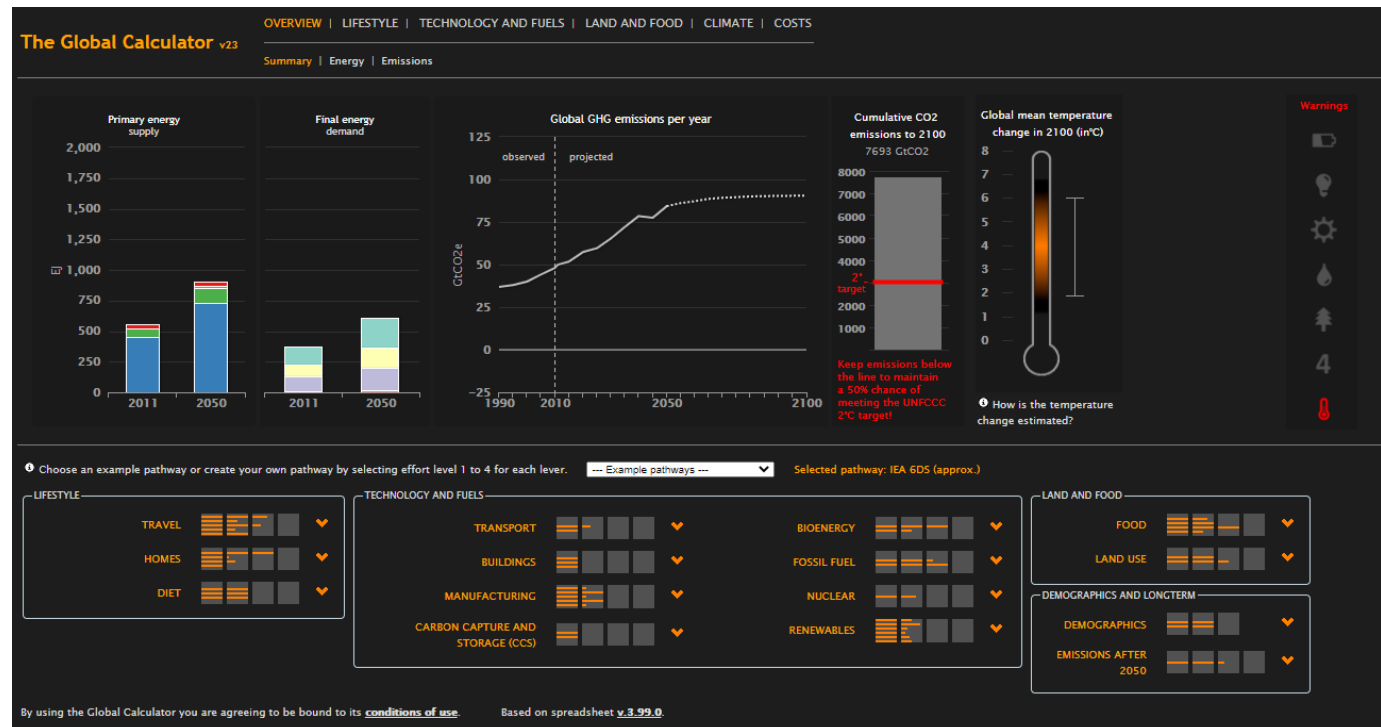 The Global Calculator v23
OVERVIEW | LIFESTYLE | TECHNOLOGY AND FUELS | LAND AND FOOD | CLIMATE | COSTS
Summary | Energy | Emissions
Primary energy
supply
2,000
1,750
1,500
1,250
EJ 1,000
750
500
250
0
2011 2050
Final energy
demand
2011 2050
Global GHG emissions per year
observed projected
GtCO2e
125
100
75
50
25
0
-25
1990 2010 2050 2100
Cumulative CO2
emissions to 2100
7693 GtCO2
8000
7000
6000
5000
4000
2°
target
2000
1000
Keep emissions below
the line to maintain
a 50% chance of
meeting the UNFCCC
2°C target!
Global mean temperature
change in 2100 (in°C)
8
7
6
5
4
3
2
1
0
How is the temperature
change estimated?
Warnings
4
Choose an example pathway or create your own pathway by selecting effort level 1 to 4 for each lever. --- Example pathways --- Selected pathway: IEA 6DS (approx.)
LIFESTYLE
TRAVEL
HOMES
DIET
TECHNOLOGY AND FUELS
TRANSPORT
BUILDINGS
MANUFACTURING
CARBON CAPTURE AND
STORAGE (CCS)
BIOENERGY
FOSSIL FUEL
NUCLEAR
RENEWABLES
LAND AND FOOD
FOOD
LAND USE
DEMOGRAPHICS AND LONGTERM
DEMOGRAPHICS
EMISSIONS AFTER
2050
By using the Global Calculator you are agreeing to be bound to its conditions of use. Based on spreadsheet v.3.99.0.